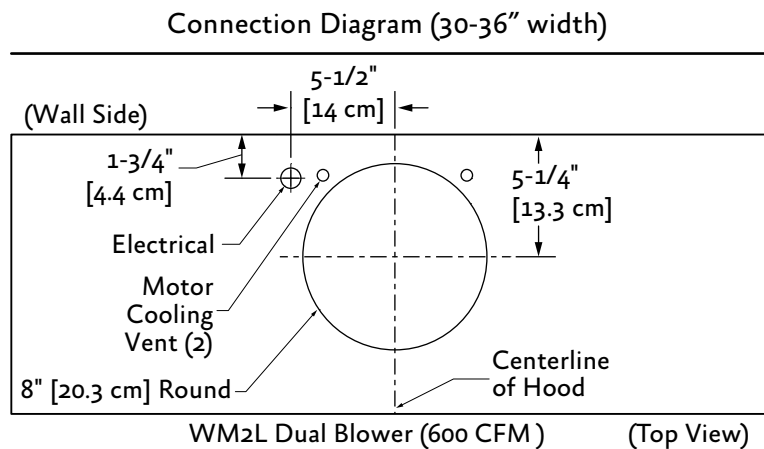 Connection Diagram (30-36" width)
5-1/2"
[14 cm]
(Wall Side)
1-3/4"
[4.4 cm]
5-1/4"
[13.3 cm]
Electrical
Motor
Cooling
Vent (2)
8" [20.3 cm] Round
Centerline
of Hood
WM2L Dual Blower (600 CFM )
(Top View)